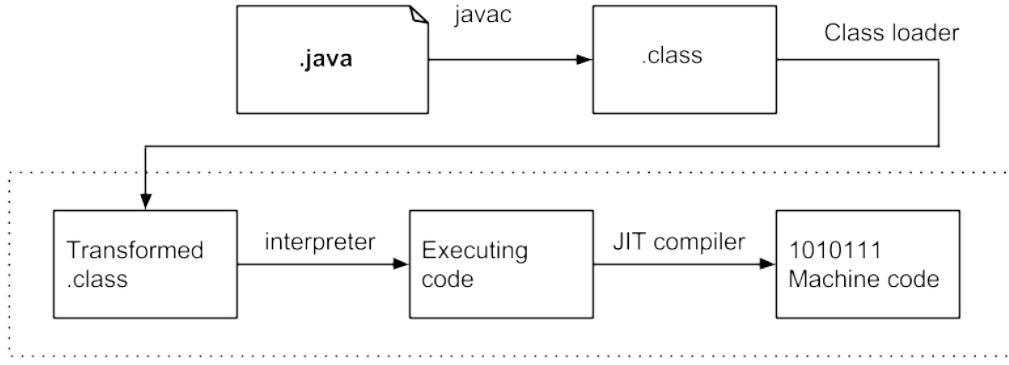 javac
Class loader
.java
.class
Transformed
.class
interpreter
Executing
code
JIT compiler
1010111
Machine code